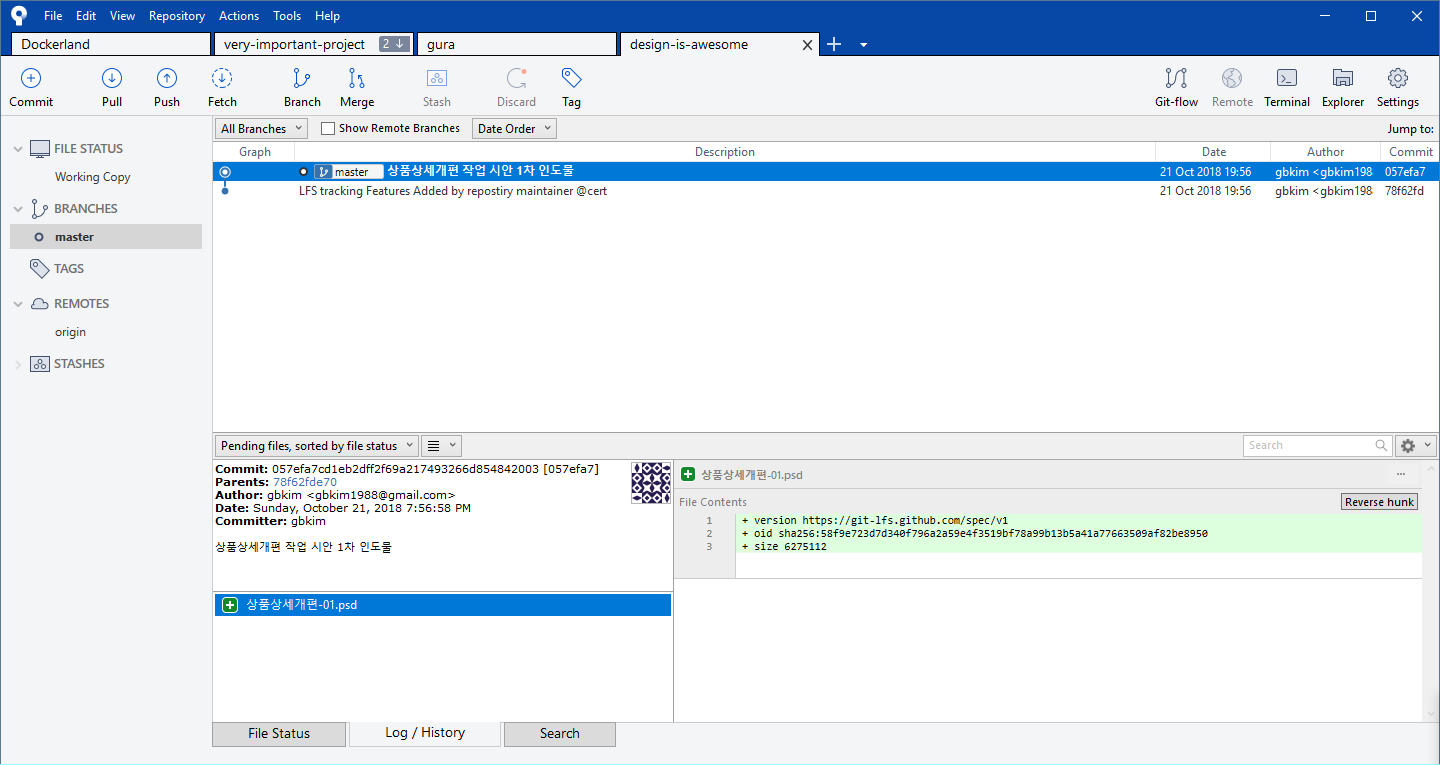 File Edit View Repository Actions Tools Help
Dockerland very-important-project 2 gura design-is-awesome
Commit Pull Push Fetch Branch Merge Stash Discard Tag Git-flow Remote Terminal Explorer Settings
FILE STATUS
Working Copy
BRANCHES
master
TAGS
REMOTES
origin
STASHES
All Branches Show Remote Branches Date Order Jump to:
Graph Description Date Author Commit
master 상품상세개편 작업 시안 1차 인도물 21 Oct 2018 19:56 gbkim <gbkim198 057efa7
LFS tracking Features Added by repostiry maintainer @cert 21 Oct 2018 19:56 gbkim <gbkim198 78f62fd
Pending files, sorted by file status Search
Commit: 057efa7cd1eb2dff2f69a217493266d854842003 [057efa7]
Parents: 78f62fde70
Author: gbkim <gbkim1988@gmail.com>
Date: Sunday, October 21, 2018 7:56:58 PM
Committer: gbkim
상품상세개편 작업 시안 1차 인도물
상품상세개편-01.psd
상품상세개편-01.psd ...
File Contents Reverse hunk
1 + version https://git-lfs.github.com/spec/v1
2 + oid sha256:58f9e723d7d340f796a2a59e4f3519bf78a99b13b5a41a77663509af82be8950
3 + size 6275112
File Status Log / History Search